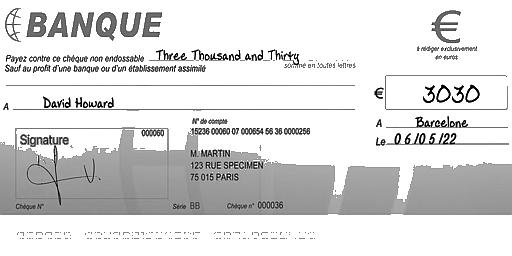 BANQUE
€
à rédiger exclusivement
en euros
Payez contre ce chèque non endossable Three Thousand and Thirty
Sauf au profit d'une banque ou d'un établissement assimilé
somme en toutes lettres
€ 3030
A David Howard
A Barcelone
Le 06/05/22
Signature
000060
N° de compte
15236 00060 07 000654 56 36 0000256
M. MARTIN
123 RUE SPECIMEN
75 015 PARIS
Chèque N°
Série BB
Chèque n° 000036